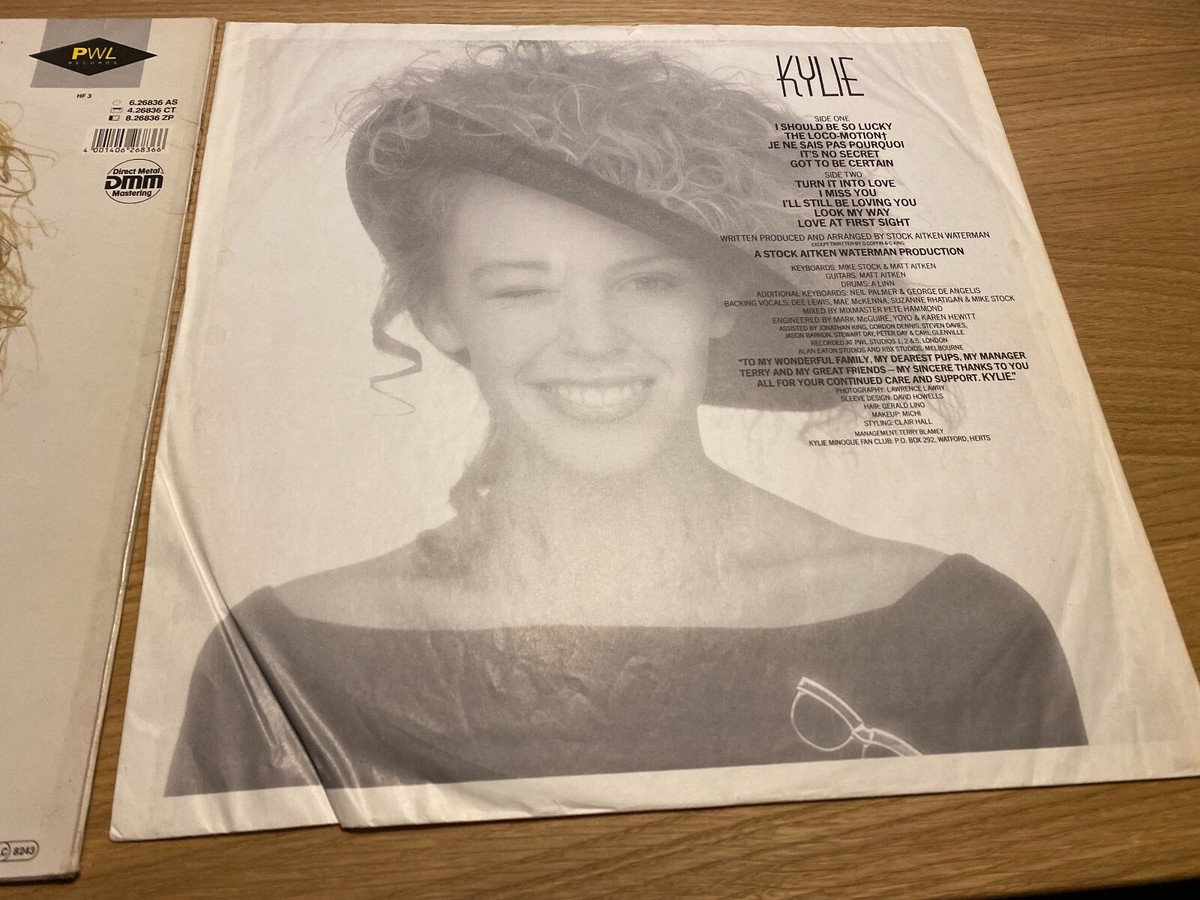 PWL
RECORDS
HF 3
6.26836 AS
4.26836 CT
8.26836 ZP
4 001406 268366
Direct Metal
DMM
Mastering
8243
KYLIE
SIDE ONE
I SHOULD BE SO LUCKY
THE LOCO-MOTION†
JE NE SAIS PAS POURQUOI
IT'S NO SECRET
GOT TO BE CERTAIN
SIDE TWO
TURN IT INTO LOVE
I MISS YOU
I'LL STILL BE LOVING YOU
LOOK MY WAY
LOVE AT FIRST SIGHT
WRITTEN PRODUCED AND ARRANGED BY STOCK AITKEN WATERMAN
EXCEPT †WRITTEN BY G GOFFIN & C KING
A STOCK AITKEN WATERMAN PRODUCTION
KEYBOARDS: MIKE STOCK & MATT AITKEN
GUITARS: MATT AITKEN
DRUMS: A LINN
ADDITIONAL KEYBOARDS: NEIL PALMER & GEORGE DE ANGELIS
BACKING VOCALS: DEE LEWIS, MAE McKENNA, SUZANNE RHATIGAN & MIKE STOCK
MIXED BY MIXMASTER PETE HAMMOND
ENGINEERED BY MARK McGUIRE, YOYO & KAREN HEWITT
ASSISTED BY JONATHAN KING, GORDON DENNIS, STEVEN DAVIES,
JASON BARRON, STEWART DAY, PETER DAY & CARL GLENVILLE
RECORDED AT PWL STUDIOS 1, 2 & 5, LONDON
ALAN EATON STUDIOS AND RBX STUDIOS, MELBOURNE
"TO MY WONDERFUL FAMILY, MY DEAREST PUPS, MY MANAGER
TERRY AND MY GREAT FRIENDS – MY SINCERE THANKS TO YOU
ALL FOR YOUR CONTINUED CARE AND SUPPORT. KYLIE."
PHOTOGRAPHY: LAWRENCE LAWRY
SLEEVE DESIGN: DAVID HOWELLS
HAIR: GERALD LINO
MAKEUP: MICHI
STYLING: CLAIR HALL
MANAGEMENT TERRY BLAMEY
KYLIE MINOGUE FAN CLUB: P.O. BOX 292, WATFORD, HERTS